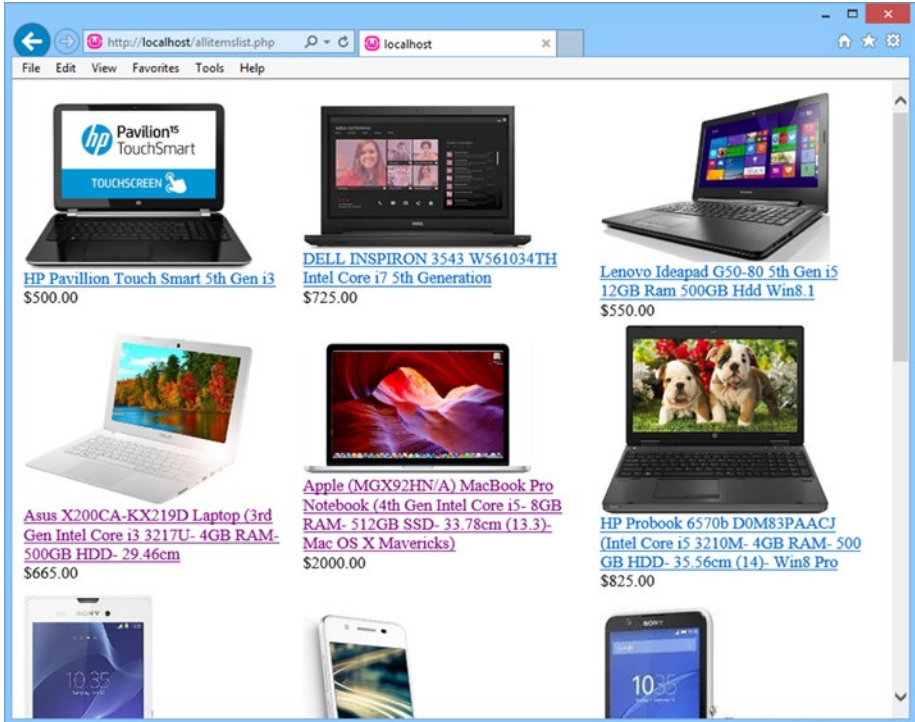 http://localhost/allitemslist.php
localhost
File Edit View Favorites Tools Help
hp Pavilion15
TouchSmart
TOUCHSCREEN
HP Pavillion Touch Smart 5th Gen i3
$500.00
video conference
DELL
DELL INSPIRON 3543 W561034TH
Intel Core i7 5th Generation
$725.00
Lenovo Ideapad G50-80 5th Gen i5
12GB Ram 500GB Hdd Win8.1
$550.00
Asus X200CA-KX219D Laptop (3rd
Gen Intel Core i3 3217U- 4GB RAM-
500GB HDD- 29.46cm
$665.00
Apple (MGX92HN/A) MacBook Pro
Notebook (4th Gen Intel Core i5- 8GB
RAM- 512GB SSD- 33.78cm (13.3)-
Mac OS X Mavericks)
$2000.00
HP Probook 6570b D0M83PAACJ
(Intel Core i5 3210M- 4GB RAM- 500
GB HDD- 35.56cm (14)- Win8 Pro
$825.00
SONY
10:35
SONY
10:35